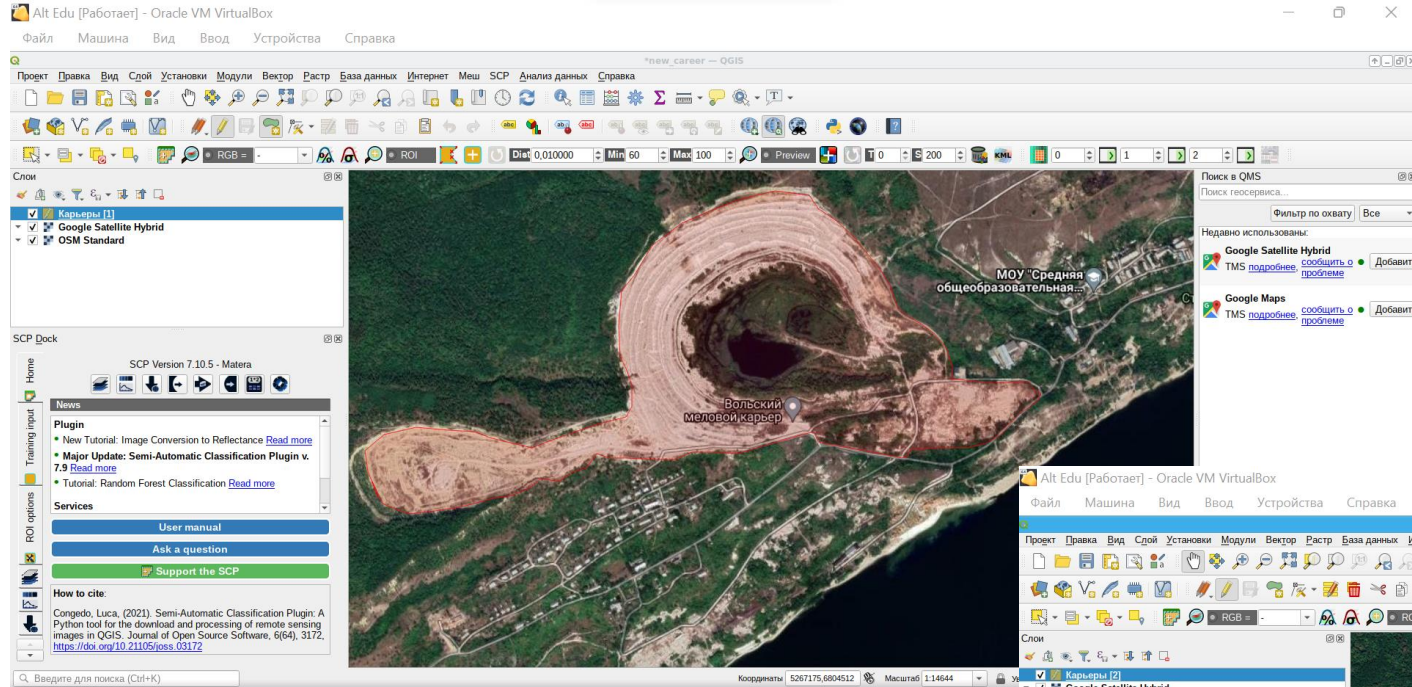 Alt Edu [Работает] - Oracle VM VirtualBox
Файл Машина Вид Ввод Устройства Справка
*new_career — QGIS
Проект Правка Вид Слой Установки Модули Вектор Растр База данных Интернет Меш SCP Анализ данных Справка
RGB = - ROI Dist 0,010000 Min 60 Max 100 Preview T 0 S 200 KML 0 1 2
Слои
Карьеры [1]
Google Satellite Hybrid
OSM Standard
SCP Dock
Home
Training input
ROI options
SCP Version 7.10.5 - Matera
News
Plugin
• New Tutorial: Image Conversion to Reflectance Read more
• Major Update: Semi-Automatic Classification Plugin v.
7.9 Read more
• Tutorial: Random Forest Classification Read more
Services
User manual
Ask a question
Support the SCP
How to cite:
Congedo, Luca, (2021). Semi-Automatic Classification Plugin: A
Python tool for the download and processing of remote sensing
images in QGIS. Journal of Open Source Software, 6(64), 3172,
https://doi.org/10.21105/joss.03172
МОУ "Средняя
общеобразовательная...
Ст
Вольский
меловой карьер
Поиск в QMS
Поиск геосервиса...
Фильтр по охвату Все
Недавно использованы:
Google Satellite Hybrid
TMS подробнее, сообщить о проблеме Добавит
Google Maps
TMS подробнее, сообщить о проблеме Добавит
Введите для поиска (Ctrl+K)
Координаты 5267175,6804512 Масштаб 1:14644 Ув
Alt Edu [Работает] - Oracle VM VirtualBox
Файл Машина Вид Ввод Устройства Справка
Проект Правка Вид Слой Установки Модули Вектор Растр База данных И
RGB = - RO
Слои
Карьеры [2]
Google Satellite Hybrid